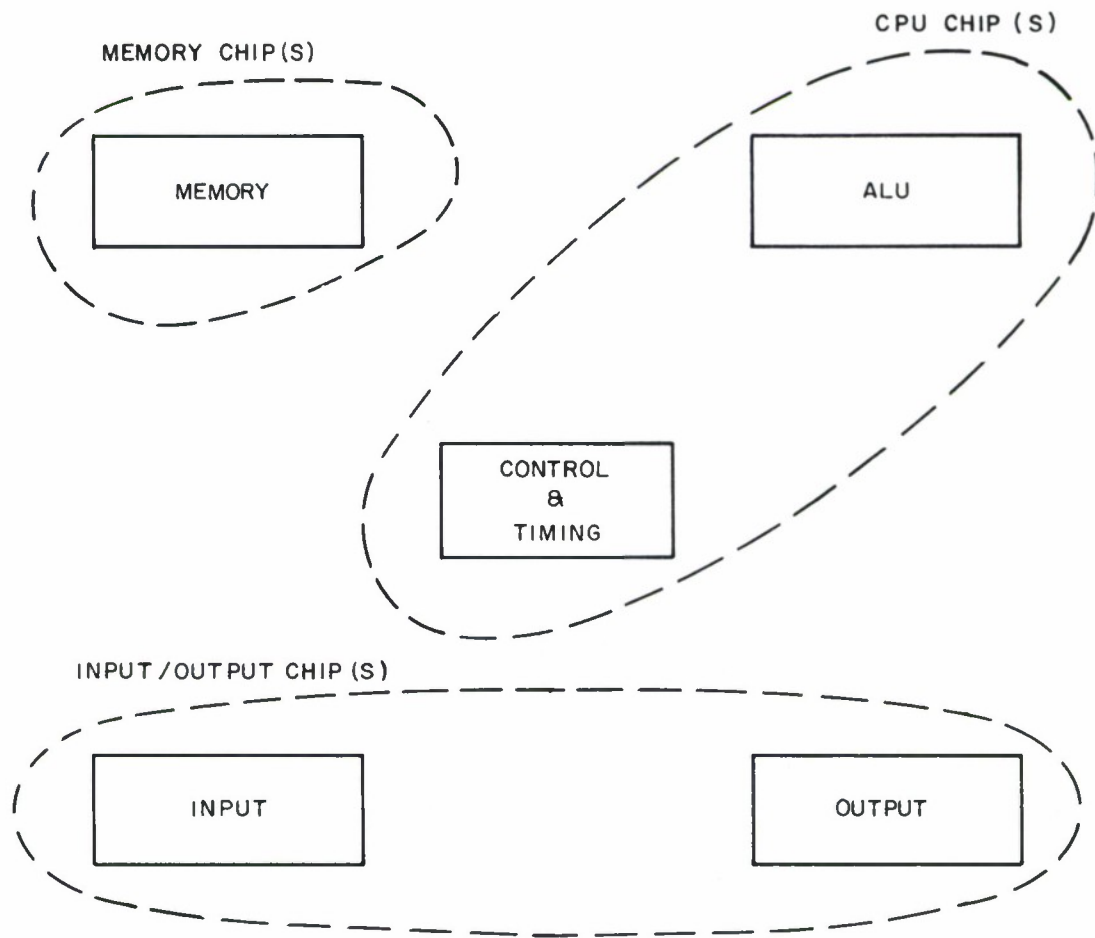 CPU CHIP (S)
MEMORY CHIP(S)
MEMORY
ALU
CONTROL
&
TIMING
INPUT/OUTPUT CHIP(S)
INPUT
OUTPUT